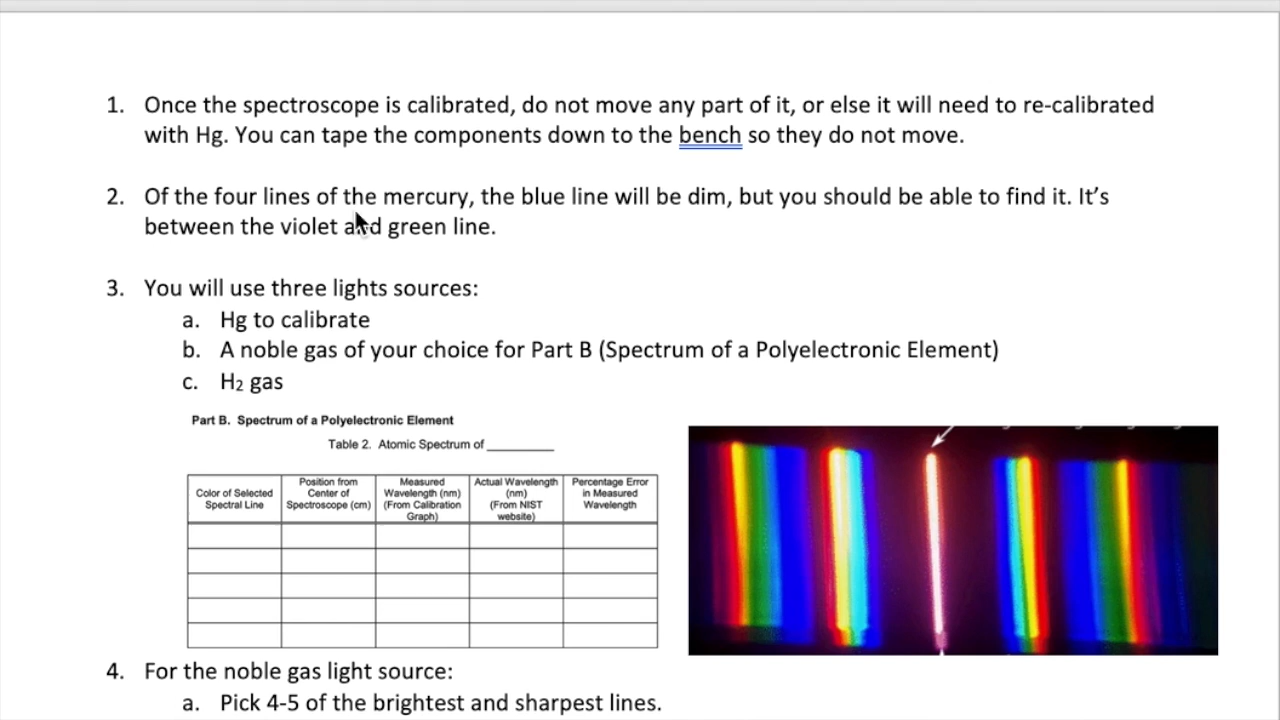 1. Once the spectroscope is calibrated, do not move any part of it, or else it will need to re-calibrated
with Hg. You can tape the components down to the bench so they do not move.
2. Of the four lines of the mercury, the blue line will be dim, but you should be able to find it. It’s
between the violet and green line.
3. You will use three lights sources:
a. Hg to calibrate
b. A noble gas of your choice for Part B (Spectrum of a Polyelectronic Element)
c. H₂ gas
Part B. Spectrum of a Polyelectronic Element
Table 2. Atomic Spectrum of __________
Color of Selected
Spectral Line
Position from
Center of
Spectroscope (cm)
Measured
Wavelength (nm)
(From Calibration
Graph)
Actual Wavelength
(nm)
(From NIST
website)
Percentage Error
in Measured
Wavelength
4. For the noble gas light source:
a. Pick 4-5 of the brightest and sharpest lines.